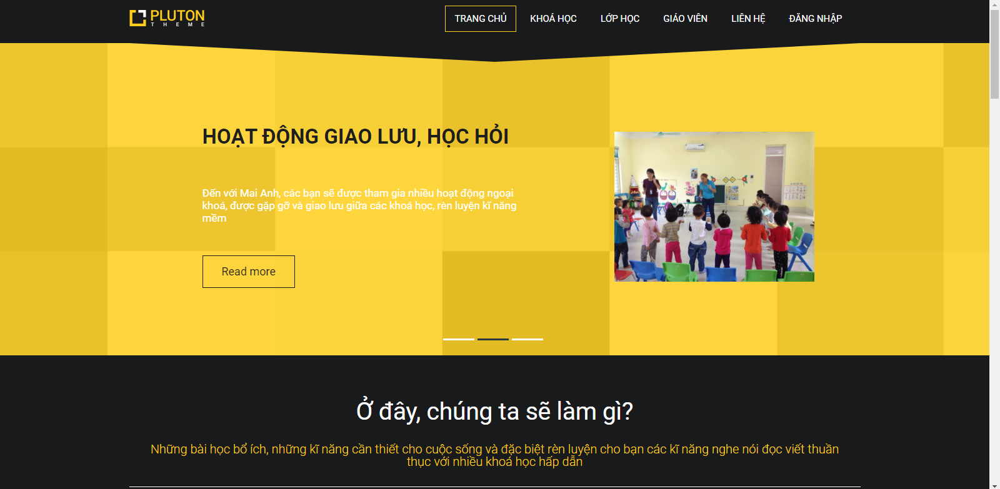 PLUTON
THEME
TRANG CHỦ
KHOÁ HỌC
LỚP HỌC
GIÁO VIÊN
LIÊN HỆ
ĐĂNG NHẬP
HOẠT ĐỘNG GIAO LƯU, HỌC HỎI
Đến với Mai Anh, các bạn sẽ được tham gia nhiều hoạt động ngoại
khoá, được gặp gỡ và giao lưu giữa các khoá học, rèn luyện kĩ năng
mềm
Read more
Ở đây, chúng ta sẽ làm gì?
Những bài học bổ ích, những kĩ năng cần thiết cho cuộc sống và đặc biệt rèn luyện cho bạn các kĩ năng nghe nói đọc viết thuần
thục với nhiều khoá học hấp dẫn